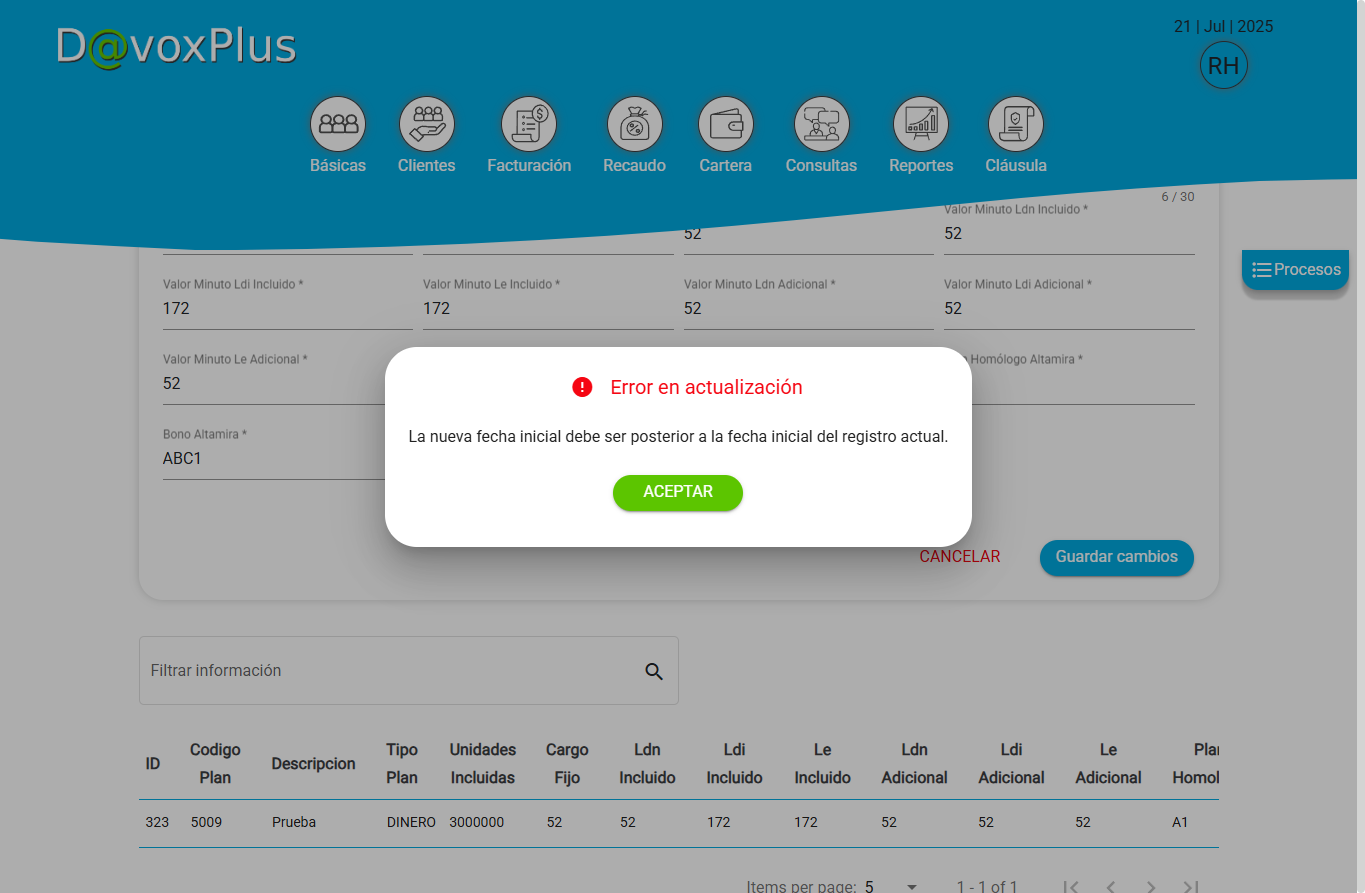 D@voxPlus
21 | Jul | 2025
RH
Básicas Clientes Facturación Recaudo Cartera Consultas Reportes Cláusula
6 / 30
Valor Minuto Ldn Incluido *
52 52
Procesos
Valor Minuto Ldi Incluido * Valor Minuto Le Incluido * Valor Minuto Ldn Adicional * Valor Minuto Ldi Adicional *
172 172 52 52
Valor Minuto Le Adicional * Homólogo Altamira *
52
Error en actualización
Bono Altamira *
La nueva fecha inicial debe ser posterior a la fecha inicial del registro actual.
ABC1
ACEPTAR
CANCELAR Guardar cambios
Filtrar información
ID Codigo Plan Descripcion Tipo Plan Unidades Incluidas Cargo Fijo Ldn Incluido Ldi Incluido Le Incluido Ldn Adicional Ldi Adicional Le Adicional Plan Homol
323 5009 Prueba DINERO 3000000 52 52 172 172 52 52 52 A1
Items per page: 5 1 - 1 of 1